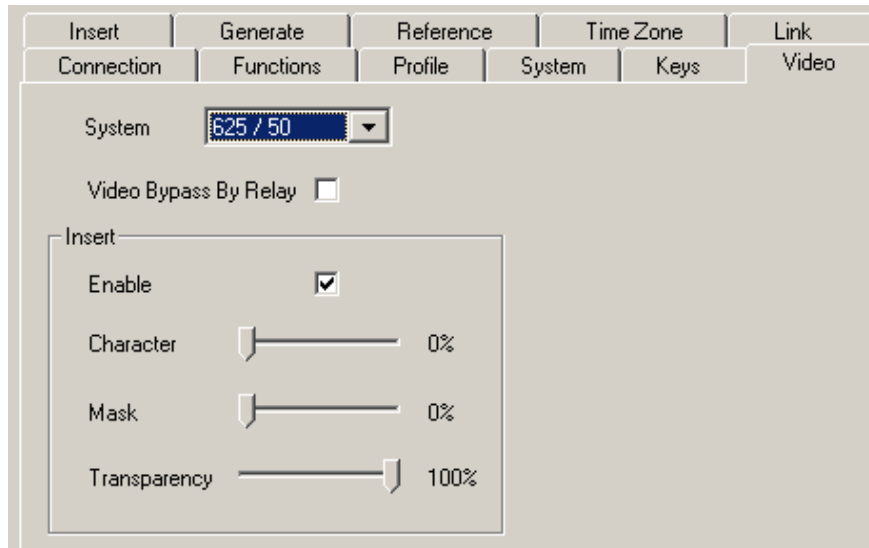 Insert Generate Reference Time Zone Link
Connection Functions Profile System Keys Video
System 625 / 50
Video Bypass By Relay
Insert
Enable
Character 0%
Mask 0%
Transparency 100%